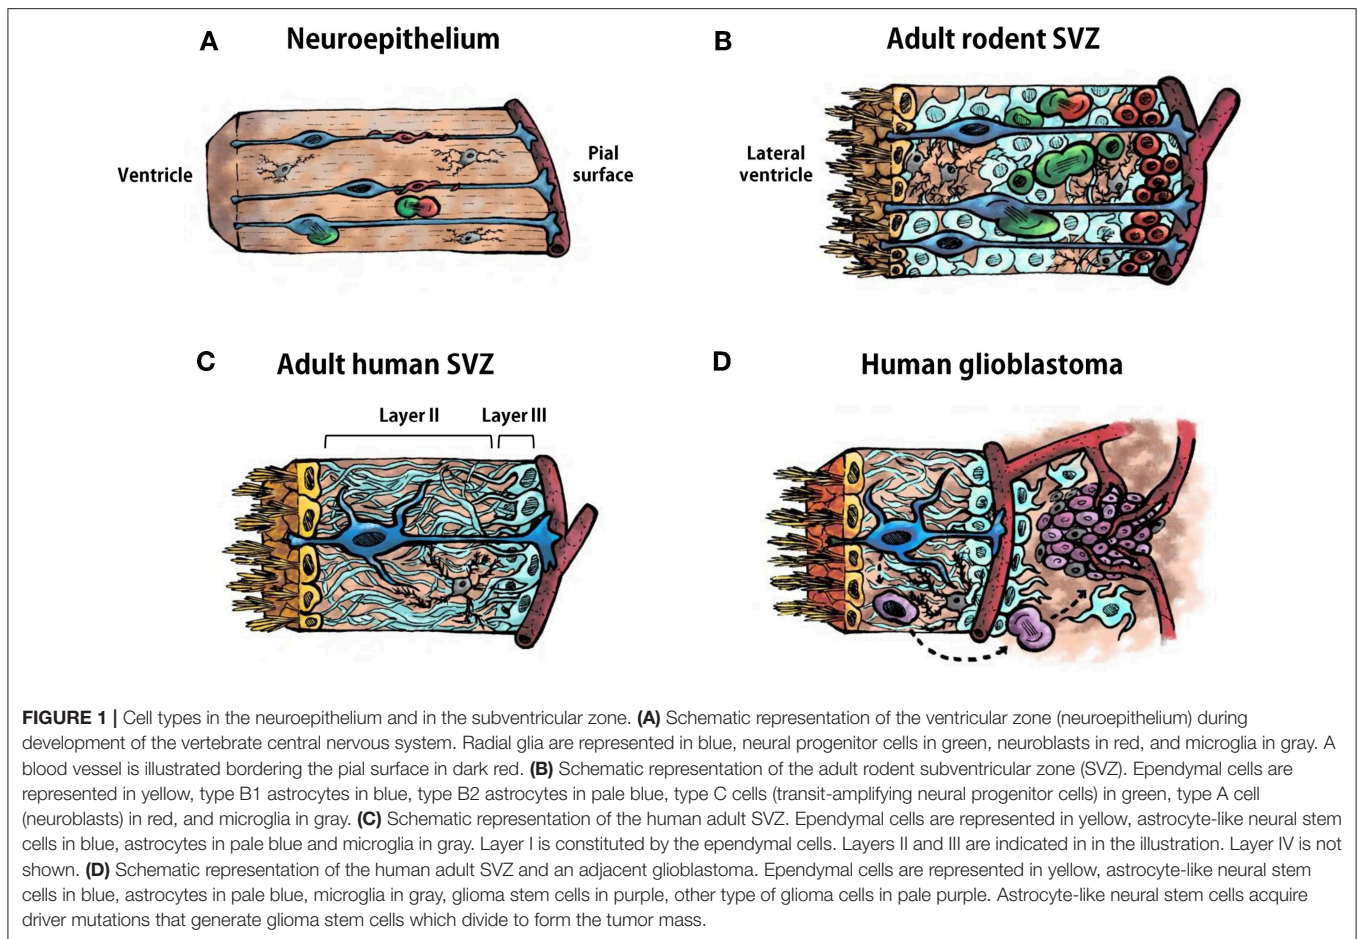 A Neuroepithelium
B Adult rodent SVZ
Ventricle
Pial
surface
Lateral
ventricle
C Adult human SVZ
D Human glioblastoma
Layer II Layer III
FIGURE 1 | Cell types in the neuroepithelium and in the subventricular zone. (A) Schematic representation of the ventricular zone (neuroepithelium) during
development of the vertebrate central nervous system. Radial glia are represented in blue, neural progenitor cells in green, neuroblasts in red, and microglia in gray. A
blood vessel is illustrated bordering the pial surface in dark red. (B) Schematic representation of the adult rodent subventricular zone (SVZ). Ependymal cells are
represented in yellow, type B1 astrocytes in blue, type B2 astrocytes in pale blue, type C cells (transit-amplifying neural progenitor cells) in green, type A cell
(neuroblasts) in red, and microglia in gray. (C) Schematic representation of the human adult SVZ. Ependymal cells are represented in yellow, astrocyte-like neural stem
cells in blue, astrocytes in pale blue and microglia in gray. Layer I is constituted by the ependymal cells. Layers II and III are indicated in in the illustration. Layer IV is not
shown. (D) Schematic representation of the human adult SVZ and an adjacent glioblastoma. Ependymal cells are represented in yellow, astrocyte-like neural stem
cells in blue, astrocytes in pale blue, microglia in gray, glioma stem cells in purple, other type of glioma cells in pale purple. Astrocyte-like neural stem cells acquire
driver mutations that generate glioma stem cells which divide to form the tumor mass.